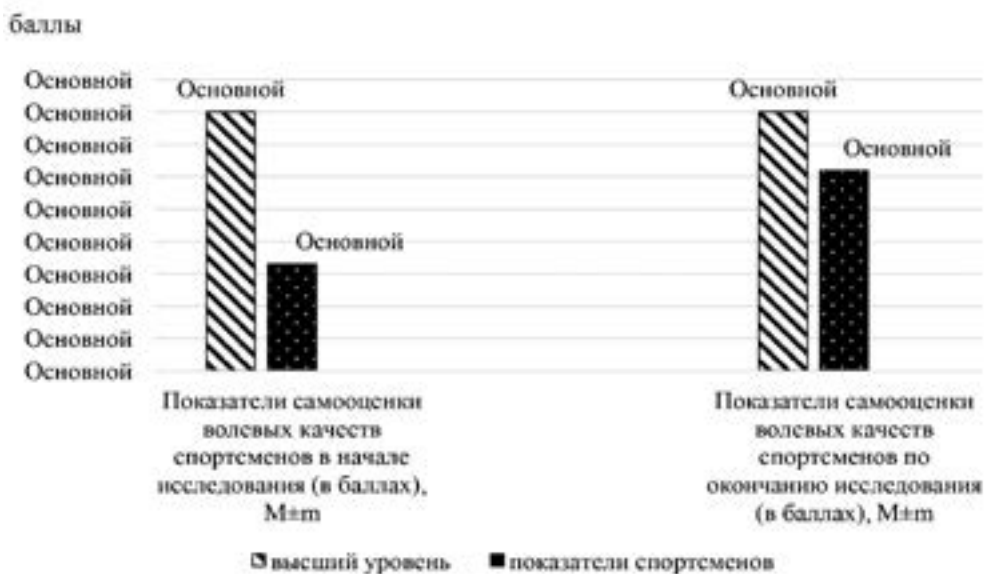 баллы
Основной
Основной
Основной
Основной
Основной
Основной
Основной
Основной
Основной
Основной
Основной
Основной
Основной
Основной
Показатели самооценки
волевых качеств
спортсменов в начале
исследования (в баллах),
M±m
Показатели самооценки
волевых качеств
спортсменов по
окончанию исследования
(в баллах), M±m
высший уровень
показатели спортсменов